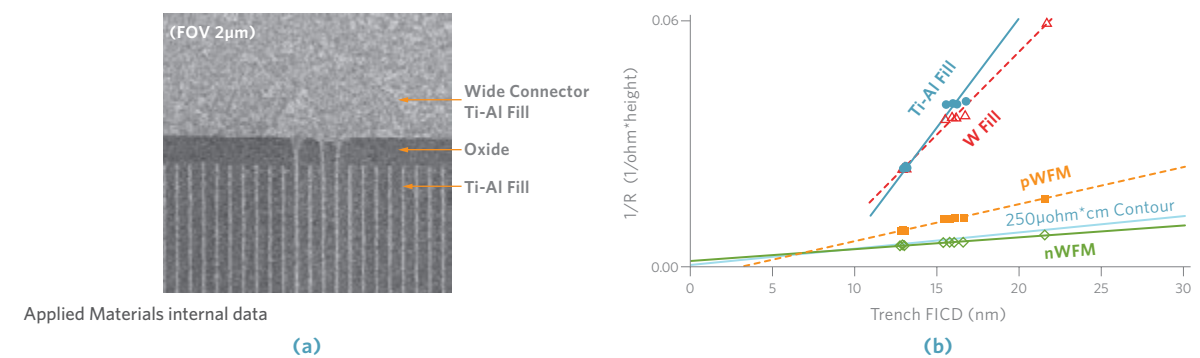 (FOV 2μm)
Wide Connector
Ti-Al Fill
Oxide
Ti-Al Fill
Applied Materials internal data
(a)
0.06
1/R (1/ohm*height)
0.00
Ti-Al Fill
W Fill
pWFM
250μohm*cm Contour
nWFM
0 5 10 15 20 25 30
Trench FICD (nm)
(b)